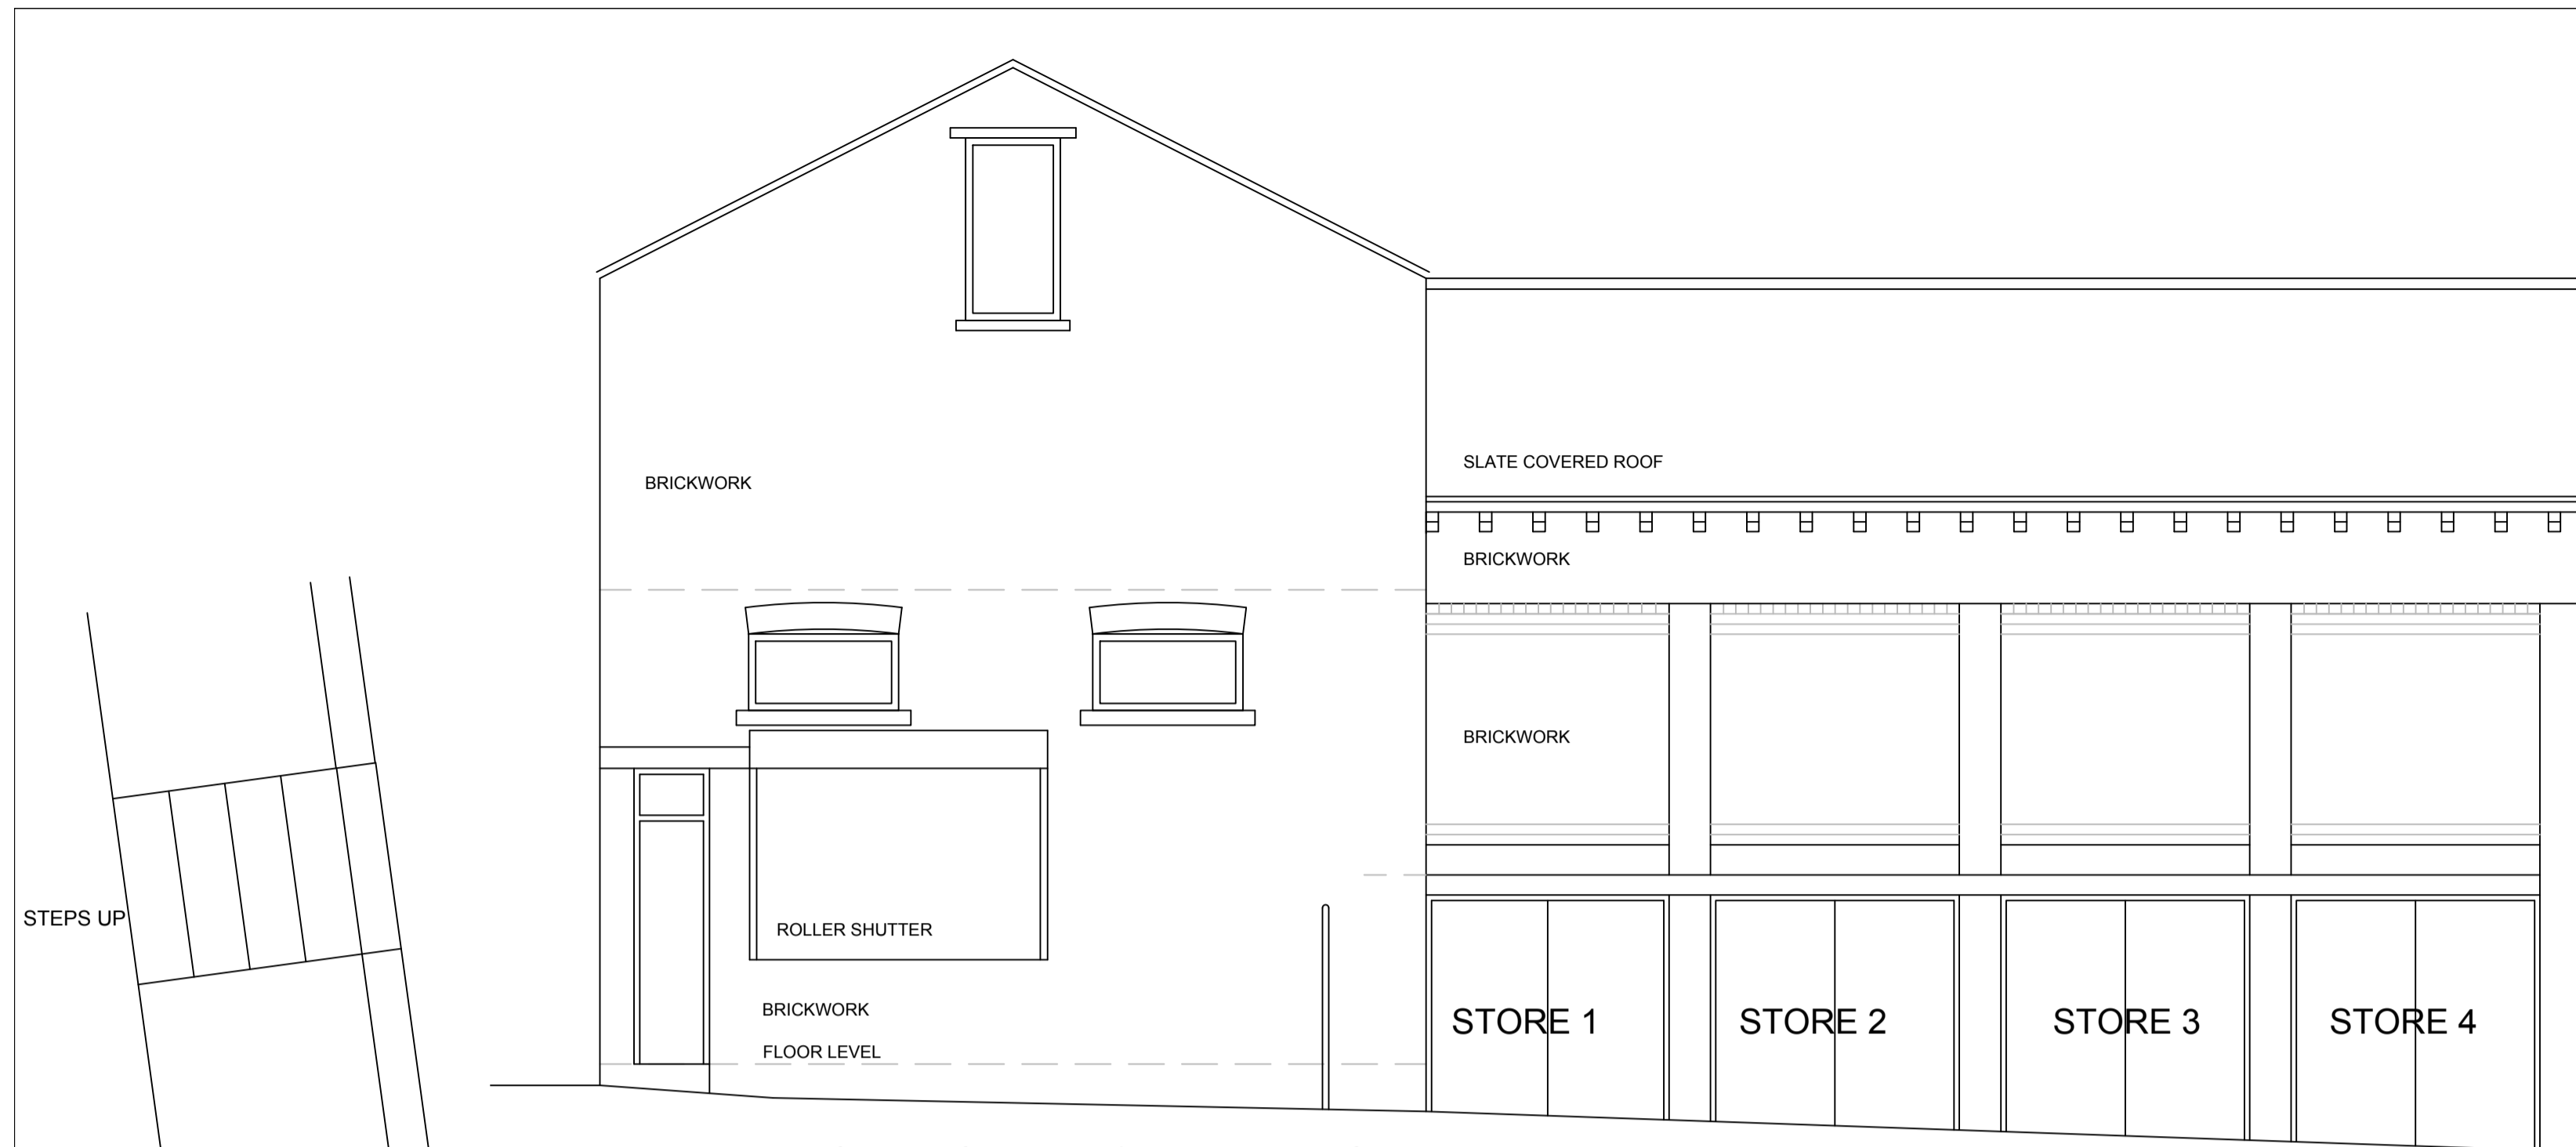 BRICKWORK
SLATE COVERED ROOF
BRICKWORK
BRICKWORK
STEPS UP
ROLLER SHUTTER
BRICKWORK
FLOOR LEVEL
STORE 1
STORE 2
STORE 3
STORE 4